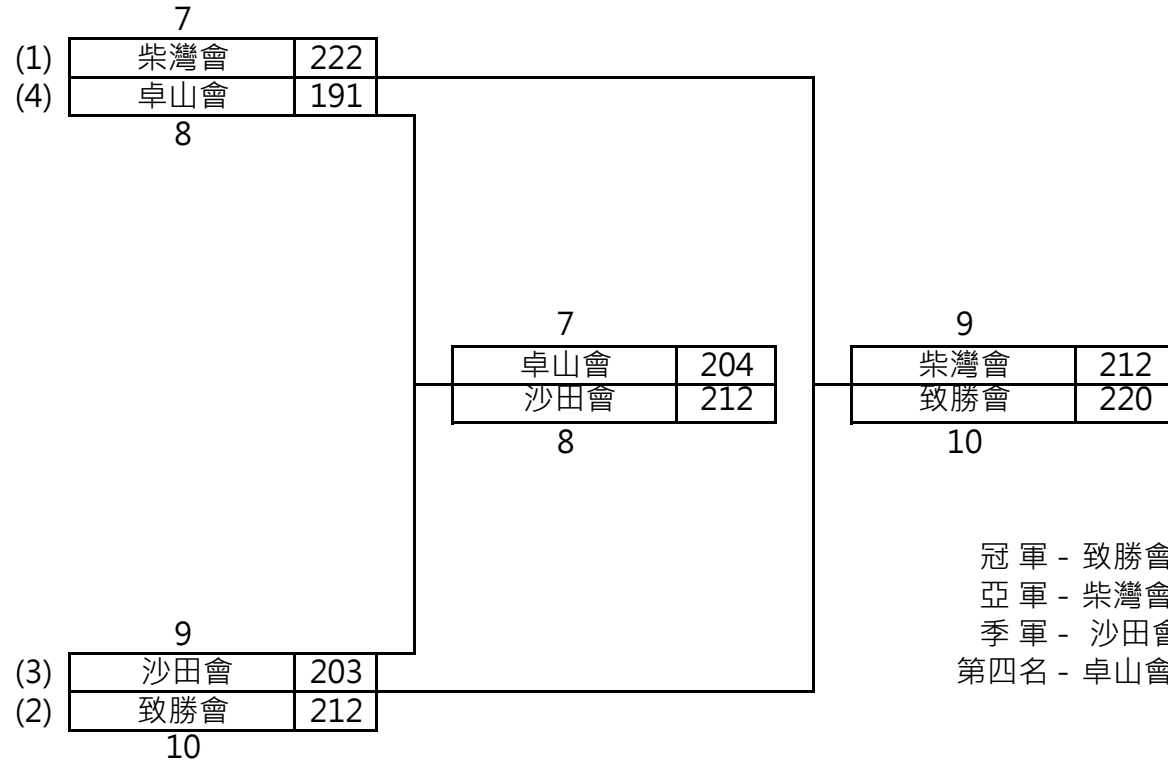 7
(1) 柴灣會 222
(4) 卓山會 191
8
7
卓山會 204
沙田會 212
8
9
柴灣會 212
致勝會 220
10
9
(3) 沙田會 203
(2) 致勝會 212
10
冠 軍 - 致勝會
亞 軍 - 柴灣會
季 軍 - 沙田會
第四名 - 卓山會